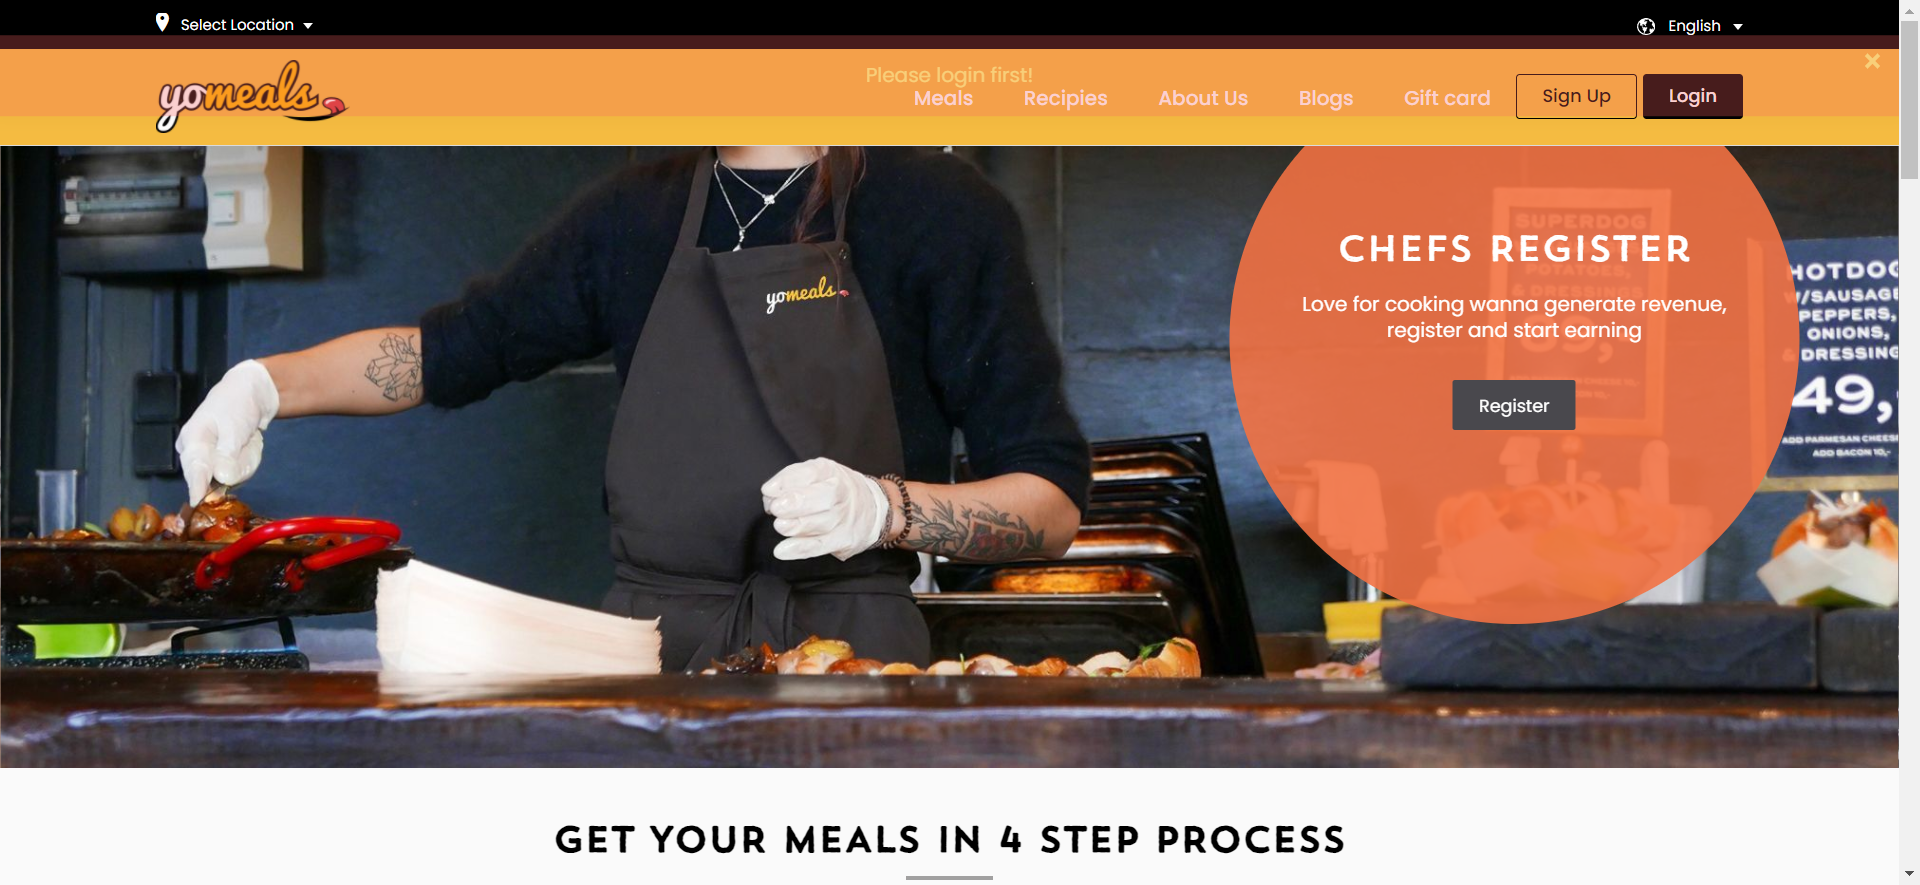 Select Location
English
Please login first!
yomeals
Meals
Recipies
About Us
Blogs
Gift card
Sign Up
Login
yomeals
SUPERDOG
POTATOES,
& DRESSINGS
CHEFS REGISTER
Love for cooking wanna generate revenue,
register and start earning
Register
HOTDOG
W/SAUSAGE
PEPPERS,
ONIONS,
& DRESSING
49,
ADD PARMESAN CHEESE
ADD BACON 10,-
GET YOUR MEALS IN 4 STEP PROCESS